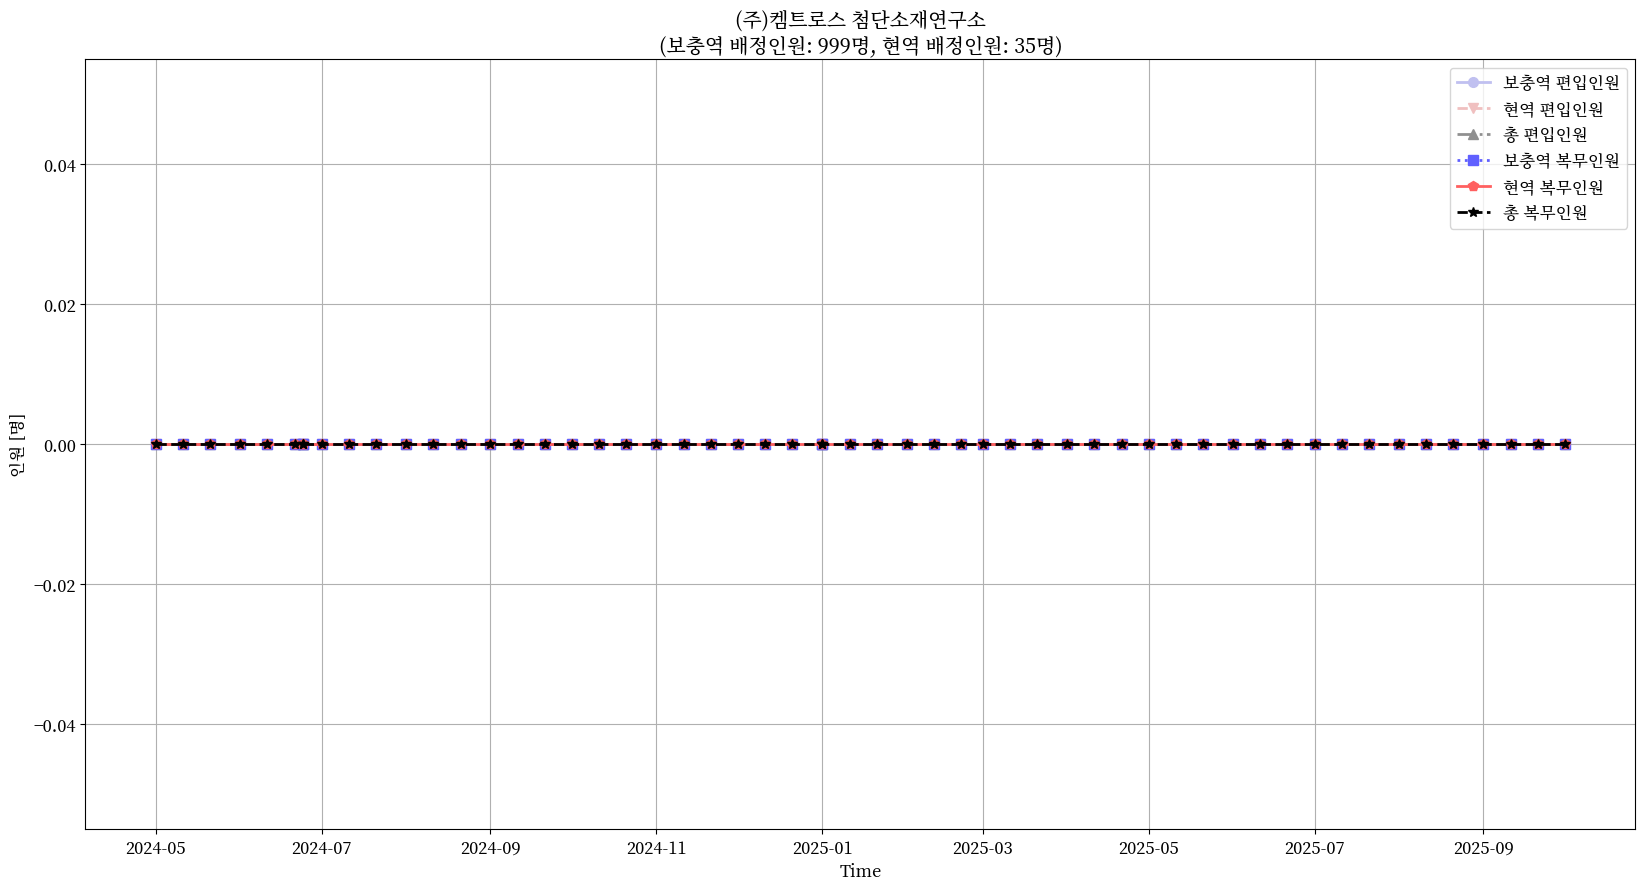 (주)켐트로스 첨단소재연구소
(보충역 배정인원: 999명, 현역 배정인원: 35명)
보충역 편입인원
현역 편입인원
총 편입인원
보충역 복무인원
현역 복무인원
총 복무인원
인원 [명]
0.04
0.02
0.00
−0.02
−0.04
2024-05
2024-07
2024-09
2024-11
2025-01
2025-03
2025-05
2025-07
2025-09
Time